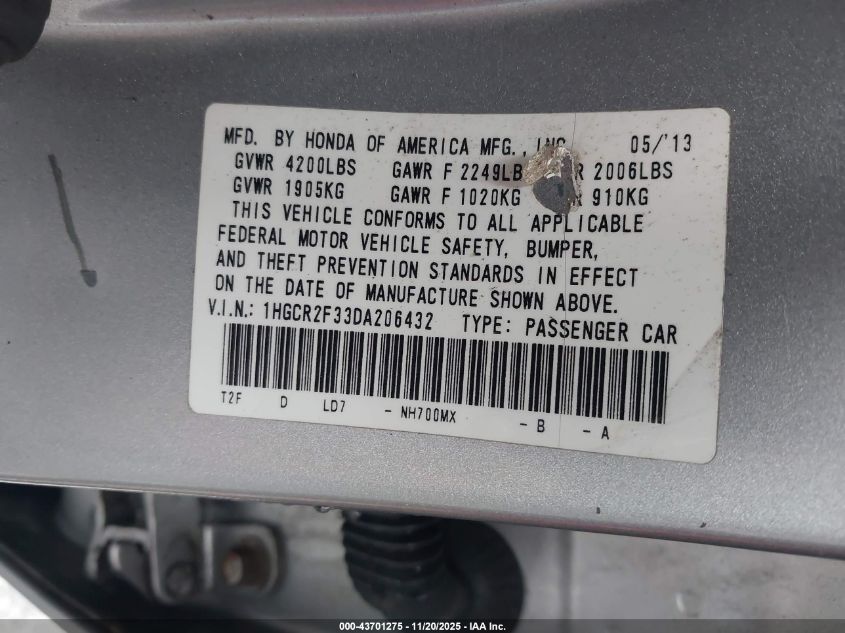 MFD. BY HONDA OF AMERICA MFG., INC 05/'13
GVWR 4200LBS GAWR F 2249LB R 2006LBS
GVWR 1905KG GAWR F 1020KG R 910KG
THIS VEHICLE CONFORMS TO ALL APPLICABLE
FEDERAL MOTOR VEHICLE SAFETY, BUMPER,
AND THEFT PREVENTION STANDARDS IN EFFECT
ON THE DATE OF MANUFACTURE SHOWN ABOVE.
V.I.N.: 1HGCR2F33DA206432 TYPE: PASSENGER CAR
T2F D LD7 - NH700MX - B - A
000-43701275 - 11/20/2025 - IAA Inc.